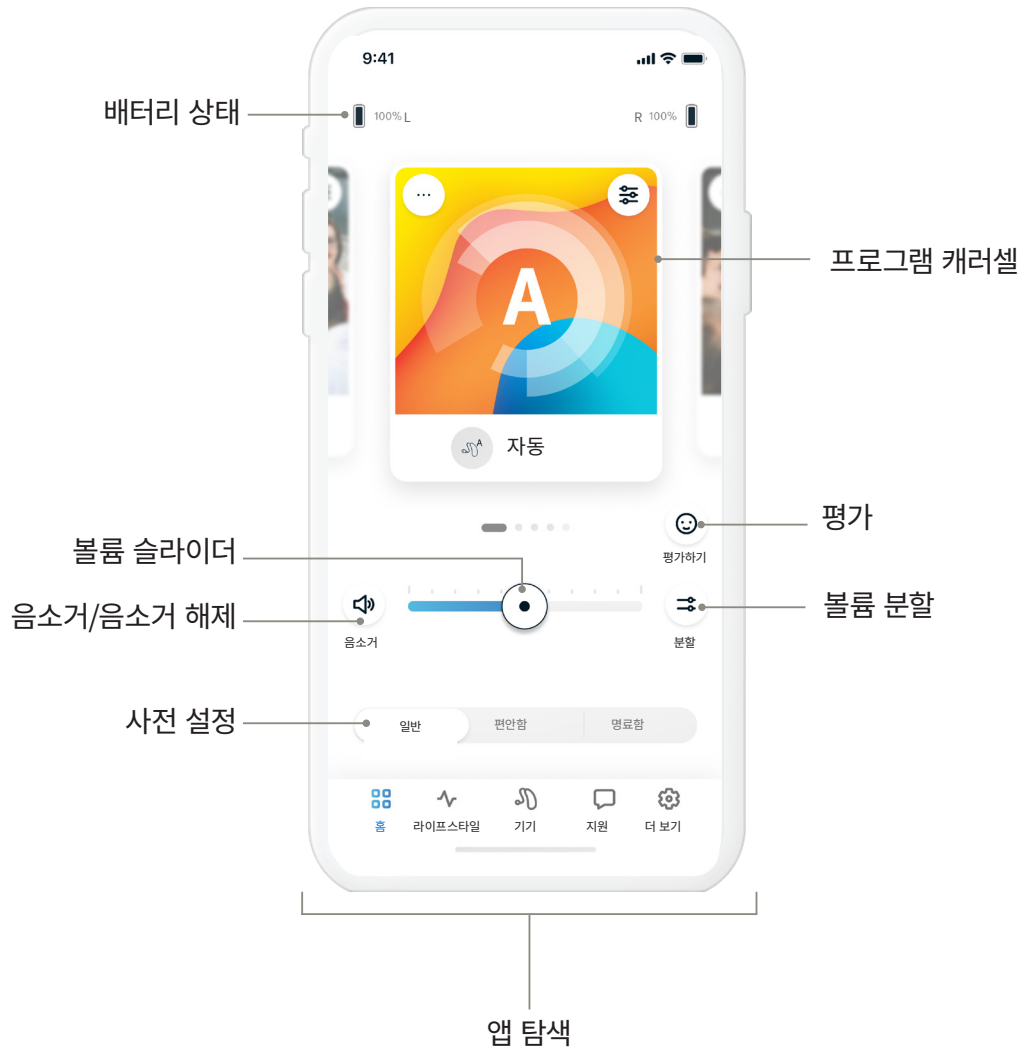 9:41
배터리 상태
100% L
R 100%
프로그램 캐러셀
A
A
자동
평가
평가하기
볼륨 슬라이더
음소거/음소거 해제
음소거
볼륨 분할
분할
사전 설정
일반
편안함
명료함
홈
라이프스타일
기기
지원
더 보기
앱 탐색